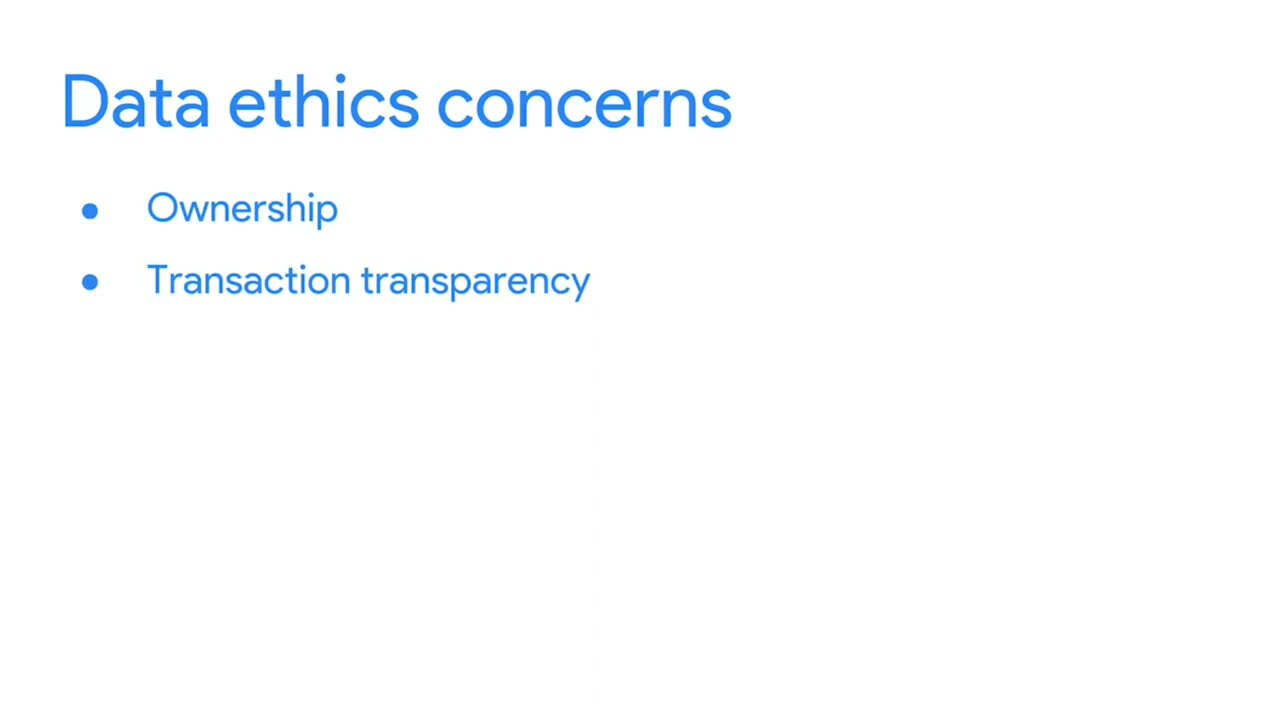 Data ethics concerns
● Ownership
● Transaction transparency